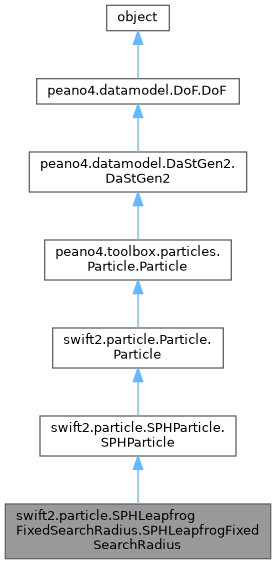 object
peano4.datamodel.DoF.DoF
peano4.datamodel.DaStGen2.
DaStGen2
peano4.toolbox.particles.
Particle.Particle
swift2.particle.Particle.
Particle
swift2.particle.SPHParticle.
SPHParticle
swift2.particle.SPHLeapfrog
FixedSearchRadius.SPHLeapfrogFixed
SearchRadius